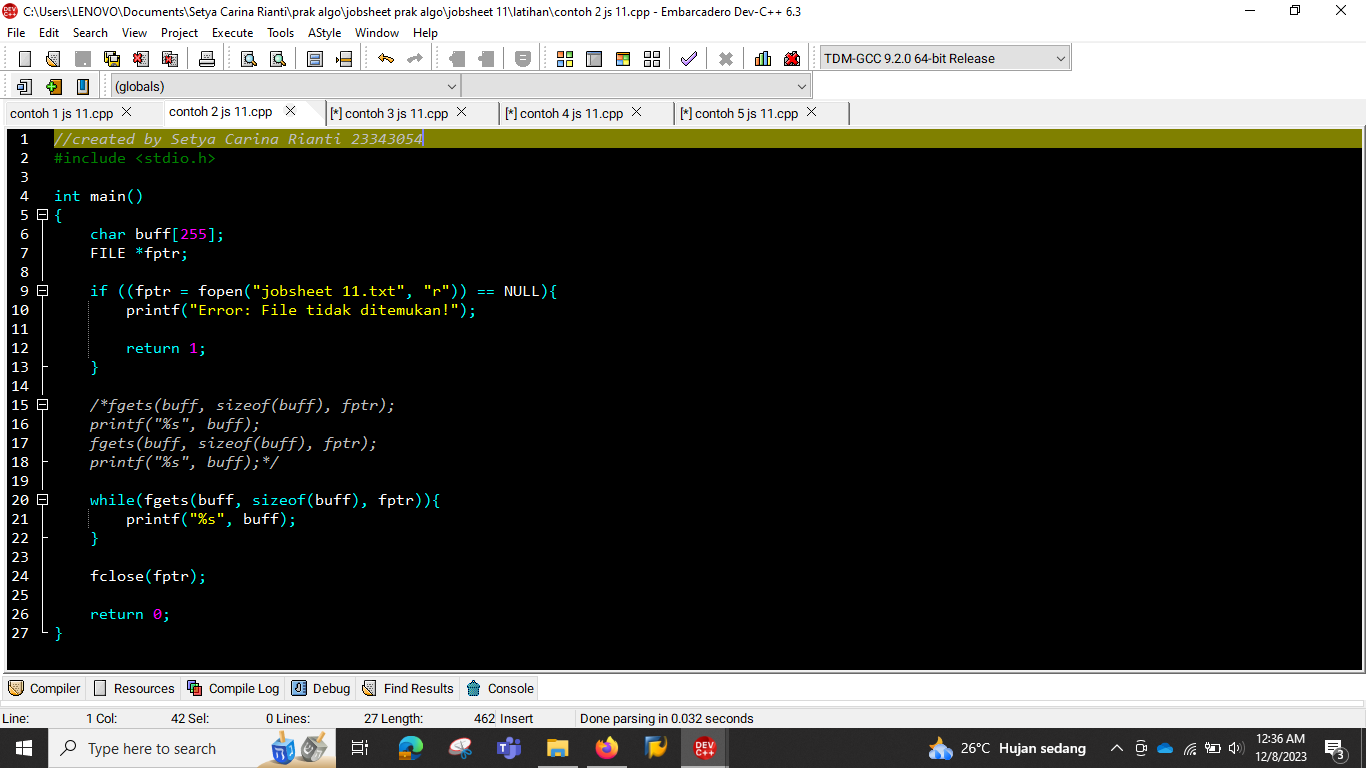 C:\Users\LENOVO\Documents\Setya Carina Rianti\prak algo\jobsheet prak algo\jobsheet 11\latihan\contoh 2 js 11.cpp - Embarcadero Dev-C++ 6.3
File Edit Search View Project Execute Tools AStyle Window Help
TDM-GCC 9.2.0 64-bit Release
(globals)
contoh 1 js 11.cpp contoh 2 js 11.cpp [*] contoh 3 js 11.cpp [*] contoh 4 js 11.cpp [*] contoh 5 js 11.cpp
1 //created by Setya Carina Rianti 23343054
2 #include <stdio.h>
3
4 int main()
5 {
6 char buff[255];
7 FILE *fptr;
8
9 if ((fptr = fopen("jobsheet 11.txt", "r")) == NULL){
10 printf("Error: File tidak ditemukan!");
11
12 return 1;
13 }
14
15 /*fgets(buff, sizeof(buff), fptr);
16 printf("%s", buff);
17 fgets(buff, sizeof(buff), fptr);
18 printf("%s", buff);*/
19
20 while(fgets(buff, sizeof(buff), fptr)){
21 printf("%s", buff);
22 }
23
24 fclose(fptr);
25
26 return 0;
27 }
Compiler Resources Compile Log Debug Find Results Console
Line: 1 Col: 42 Sel: 0 Lines: 27 Length: 462 Insert Done parsing in 0.032 seconds
Type here to search DEV C++ 26°C Hujan sedang 12:36 AM
12/8/2023 3